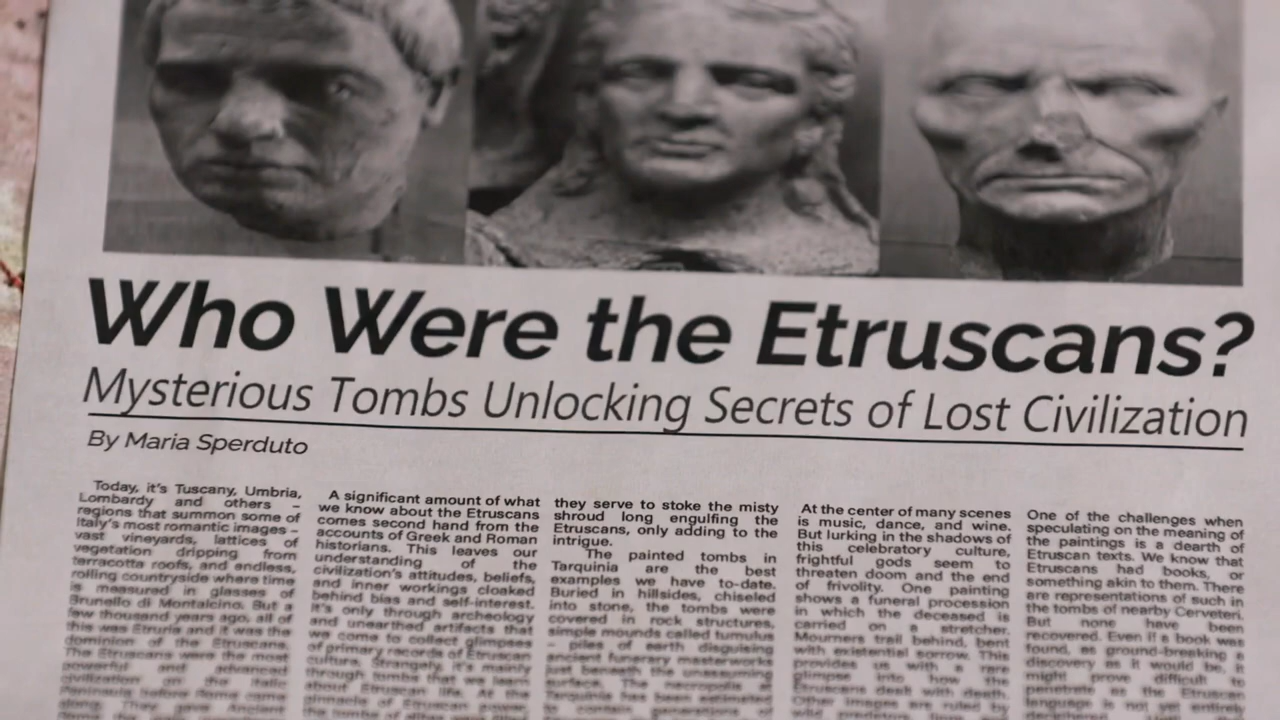 Who Were the Etruscans?
Mysterious Tombs Unlocking Secrets of Lost Civilization
By Maria Sperduto
Today, it's Tuscany, Umbria,
Lombardy and others –
regions that summon some of
Italy's most romantic images –
vast vineyards, lattices of
vegetation dripping from
terracotta roofs, and endless,
rolling countryside where time
is measured in glasses of
Brunello di Montalcino. But a
few thousand years ago, all of
this was Etruria and it was the
dominion of the Etruscans.
The Etruscans were the most
powerful and advanced
civilization on the Italic
Peninsula before Rome came
along. They gave Ancient
A significant amount of what
we know about the Etruscans
comes second hand from the
accounts of Greek and Roman
historians. This leaves our
understanding of the
civilization's attitudes, beliefs,
and inner workings cloaked
behind bias and self-interest.
It's only through archeology
and unearthed artifacts that
we come to collect glimpses
of primary records of Etruscan
culture. Strangely, it's mainly
through tombs that we learn
about Etruscan life. At the
pinnacle of Etruscan power,
they serve to stoke the misty
shroud long engulfing the
Etruscans, only adding to the
intrigue.
The painted tombs in
Tarquinia are the best
examples we have to-date.
Buried in hillsides, chiseled
into stone, the tombs were
covered in rock structures,
simple mounds called tumulus
– piles of earth disguising
ancient funerary masterworks
just beneath the unassuming
surface. The necropolis at
Tarquinia has been estimated
to contain generations of
At the center of many scenes
is music, dance, and wine.
But lurking in the shadows of
this celebratory culture,
frightful gods seem to
threaten doom and the end
of frivolity. One painting
shows a funeral procession
in which the deceased is
carried on a stretcher.
Mourners trail behind, bent
with existential sorrow. This
provides us with a rare
glimpse into how the
Etruscans dealt with death.
Other images are ruled by
One of the challenges when
speculating on the meaning of
the paintings is a dearth of
Etruscan texts. We know that
Etruscans had books, or
something akin to them. There
are representations of such in
the tombs of nearby Cerveteri.
But none have been
recovered. Even if a book was
found, as ground-breaking a
discovery as it would be, it
might prove difficult to
penetrate as the Etruscan
language is not yet entirely